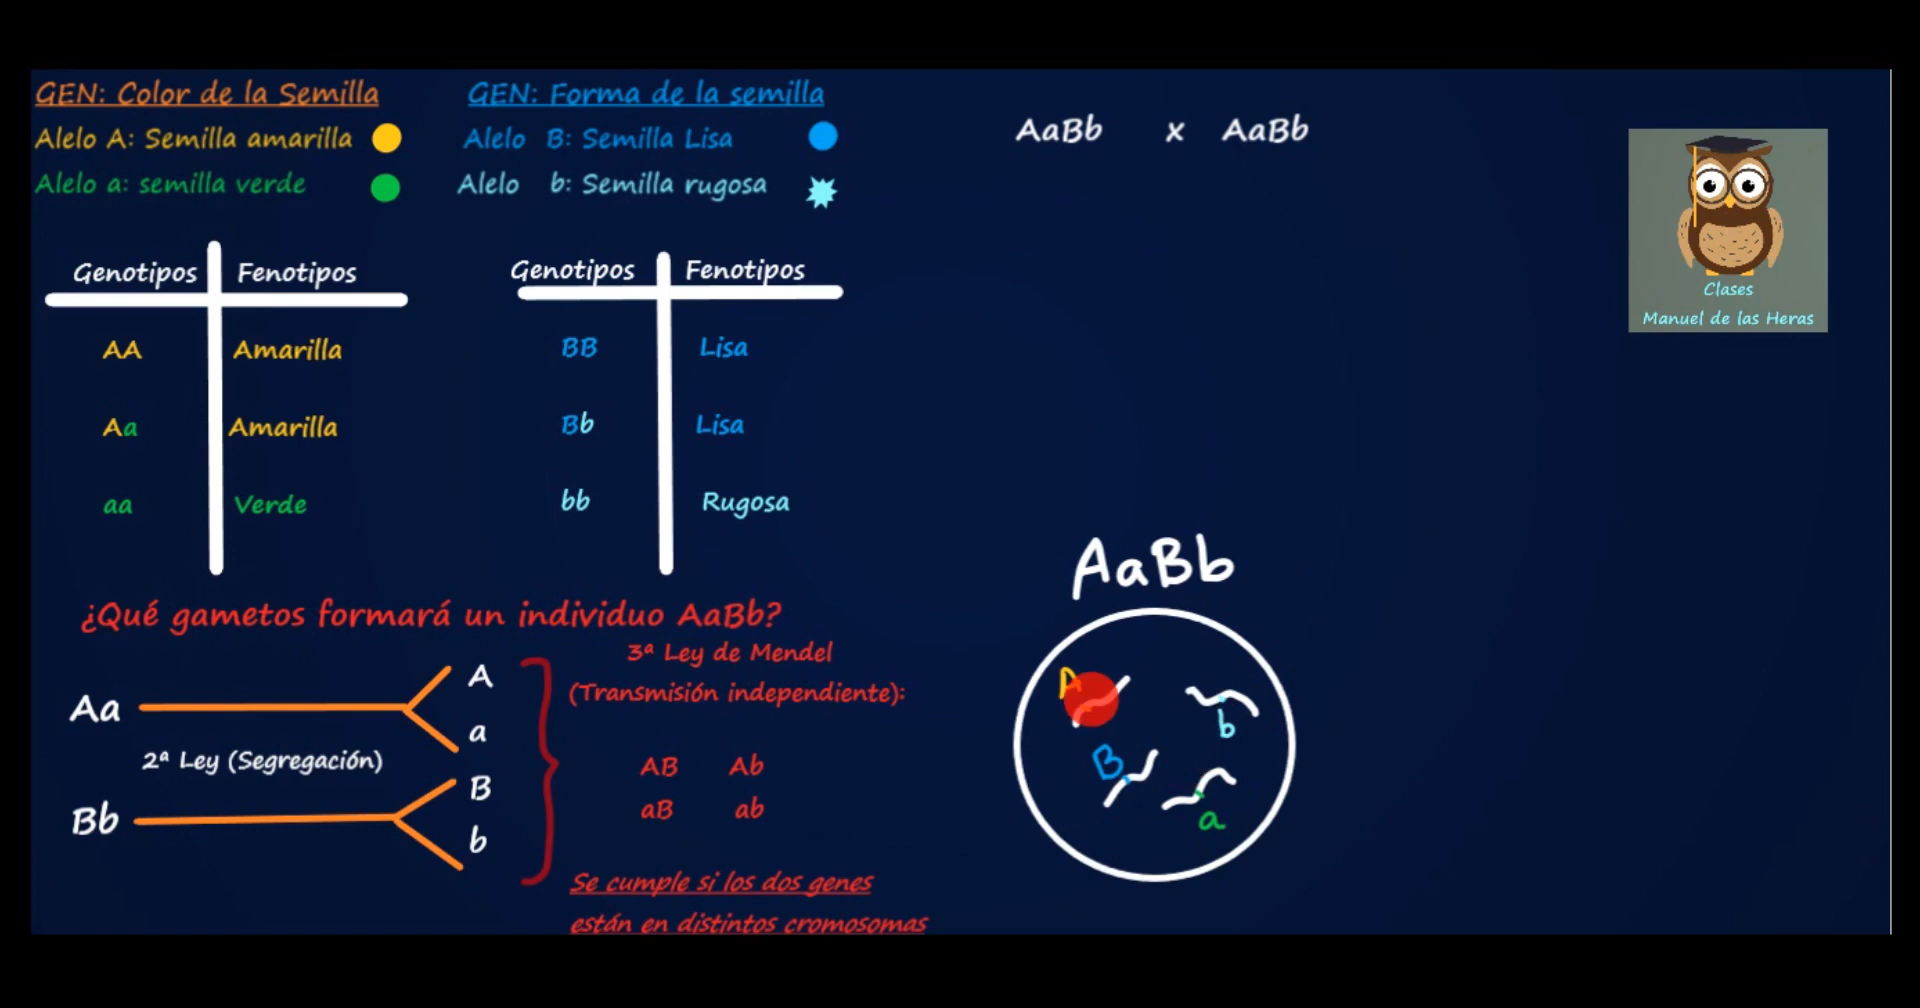 GEN: Color de la Semilla
Alelo A: Semilla amarilla
Alelo a: semilla verde
GEN: Forma de la semilla
Alelo B: Semilla Lisa
Alelo b: Semilla rugosa
AaBb x AaBb
Clases
Manuel de las Heras
Genotipos Fenotipos
AA Amarilla
Aa Amarilla
aa Verde
Genotipos Fenotipos
BB Lisa
Bb Lisa
bb Rugosa
¿Qué gametos formará un individuo AaBb?
Aa
A
a
2ª Ley (Segregación)
Bb
B
b
3ª Ley de Mendel
(Transmisión independiente):
AB Ab
aB ab
Se cumple si los dos genes
están en distintos cromosomas
AaBb
A
b
B
a